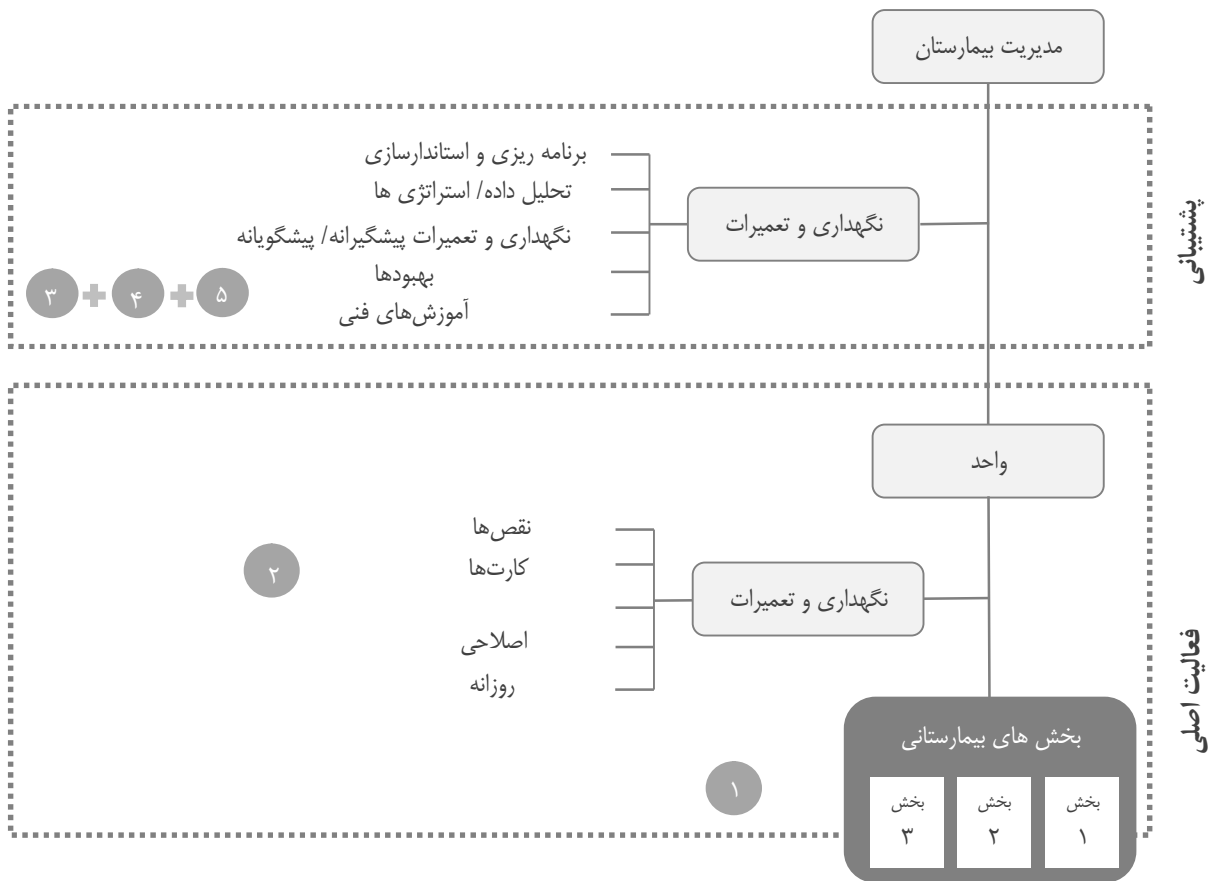 مدیریت بیمارستان
پشتیبانی
نگهداری و تعمیرات
برنامه ریزی و استاندارسازی
تحلیل داده/ استراتژی ها
نگهداری و تعمیرات پیشگیرانه/ پیشگویانه
بهبودها
آموزش‌های فنی
۵
۴
۳
فعالیت اصلی
واحد
نگهداری و تعمیرات
نقص‌ها
کارت‌ها
اصلاحی
روزانه
۲
بخش های بیمارستانی
بخش
۱
بخش
۲
بخش
۳
۱